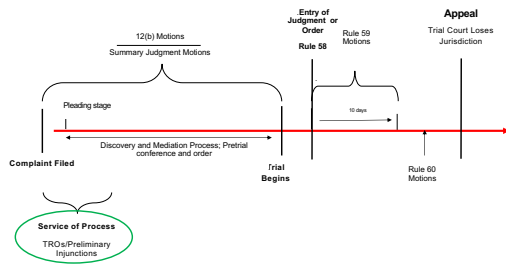 12(b) Motions
Summary Judgment Motions
.Entry of
Judgment or
Order
Rule 58
Rule 59
Motions
Appeal
Trial Court Loses
Jurisdiction
Pleading stage
10 days
Discovery and Mediation Process; Pretrial
conference and order
Complaint Filed
Trial
Begins
Rule 60
Motions
Service of Process
TROs/Preliminary
Injunctions